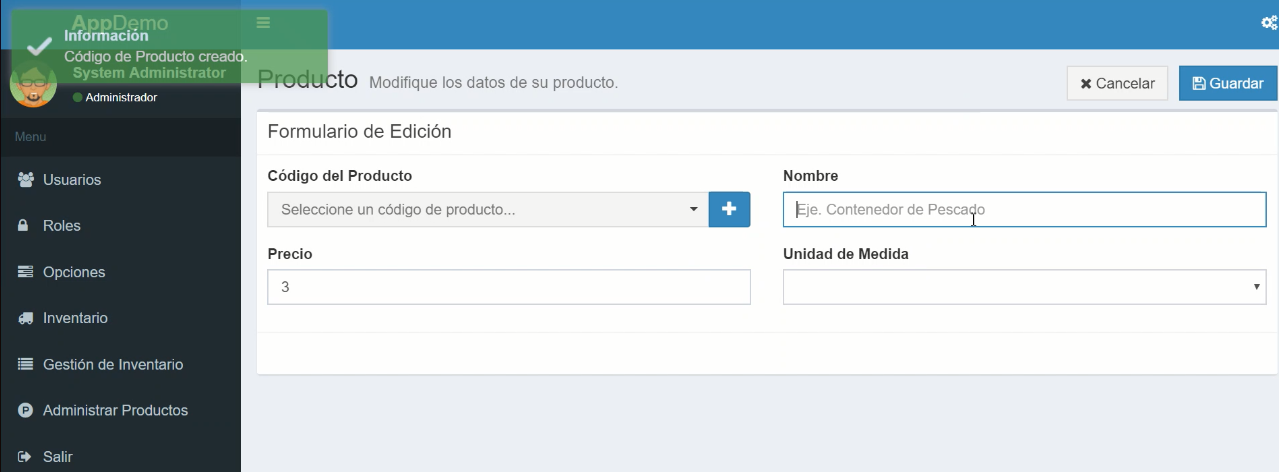 AppDemo
Información
Código de Producto creado.
System Administrator
Administrador
Menu
Usuarios
Roles
Opciones
Inventario
Gestión de Inventario
Administrar Productos
Salir
Producto Modifique los datos de su producto.
Cancelar
Guardar
Formulario de Edición
Código del Producto
Seleccione un código de producto...
Nombre
Eje. Contenedor de Pescado
Precio
3
Unidad de Medida